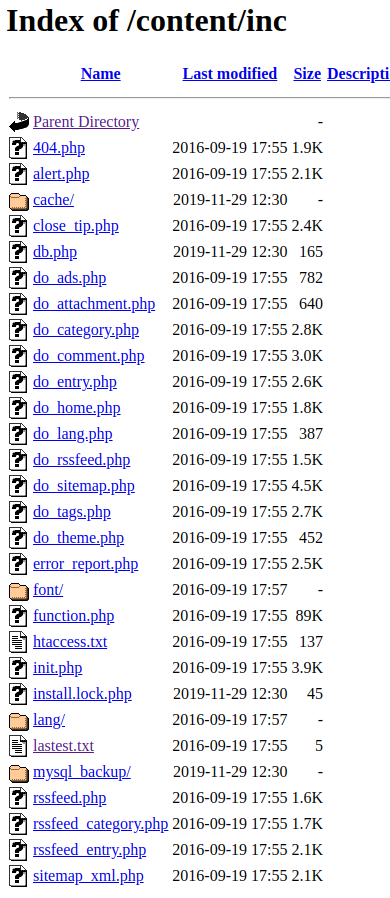 Index of /content/inc
Name Last modified Size Descripti
Parent Directory -
404.php 2016-09-19 17:55 1.9K
alert.php 2016-09-19 17:55 2.1K
cache/ 2019-11-29 12:30 -
close_tip.php 2016-09-19 17:55 2.4K
db.php 2019-11-29 12:30 165
do_ads.php 2016-09-19 17:55 782
do_attachment.php 2016-09-19 17:55 640
do_category.php 2016-09-19 17:55 2.8K
do_comment.php 2016-09-19 17:55 3.0K
do_entry.php 2016-09-19 17:55 2.6K
do_home.php 2016-09-19 17:55 1.8K
do_lang.php 2016-09-19 17:55 387
do_rssfeed.php 2016-09-19 17:55 1.5K
do_sitemap.php 2016-09-19 17:55 4.5K
do_tags.php 2016-09-19 17:55 2.7K
do_theme.php 2016-09-19 17:55 452
error_report.php 2016-09-19 17:55 2.5K
font/ 2016-09-19 17:57 -
function.php 2016-09-19 17:55 89K
htaccess.txt 2016-09-19 17:55 137
init.php 2016-09-19 17:55 3.9K
install.lock.php 2019-11-29 12:30 45
lang/ 2016-09-19 17:57 -
lastest.txt 2016-09-19 17:55 5
mysql_backup/ 2019-11-29 12:30 -
rssfeed.php 2016-09-19 17:55 1.6K
rssfeed_category.php 2016-09-19 17:55 1.7K
rssfeed_entry.php 2016-09-19 17:55 2.1K
sitemap_xml.php 2016-09-19 17:55 2.1K